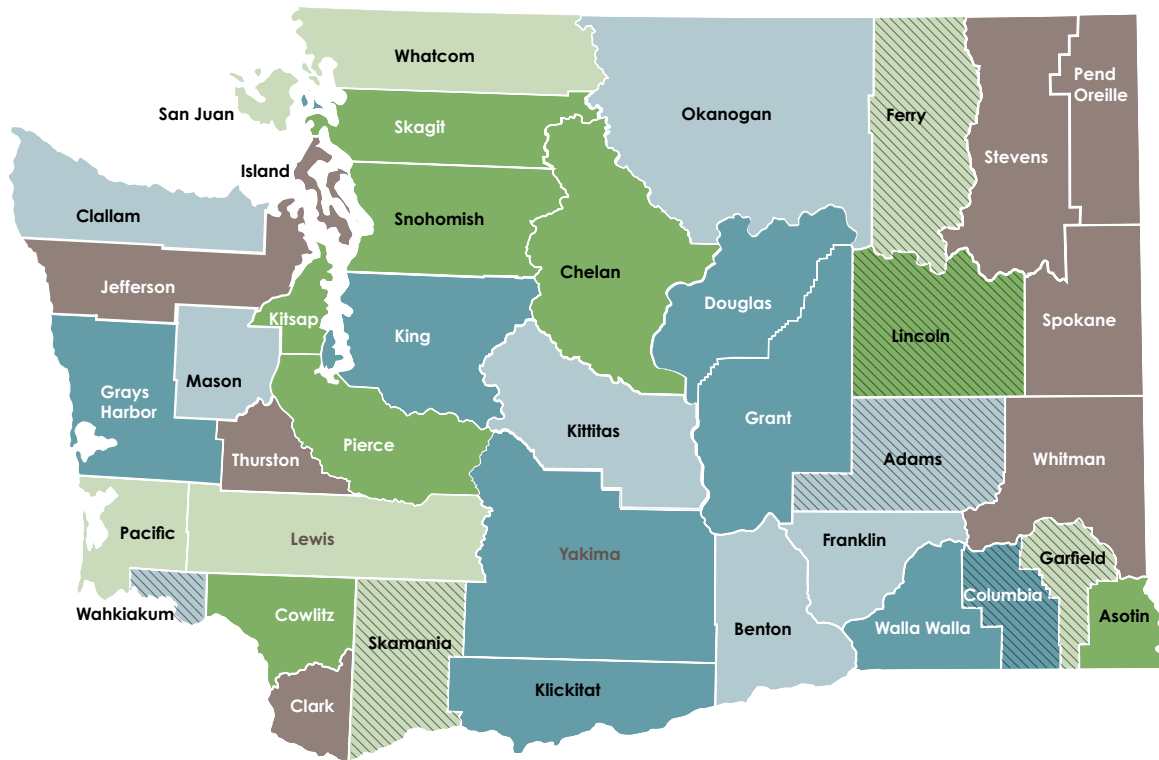 Whatcom
San Juan
Skagit
Okanogan
Ferry
Pend
Oreille
Stevens
Island
Clallam
Snohomish
Chelan
Jefferson
Kitsap
King
Douglas
Lincoln
Spokane
Mason
Grays
Harbor
Kittitas
Grant
Pierce
Thurston
Adams
Whitman
Pacific
Lewis
Yakima
Franklin
Garfield
Wahkiakum
Cowlitz
Skamania
Benton
Walla Walla
Columbia
Asotin
Klickitat
Clark